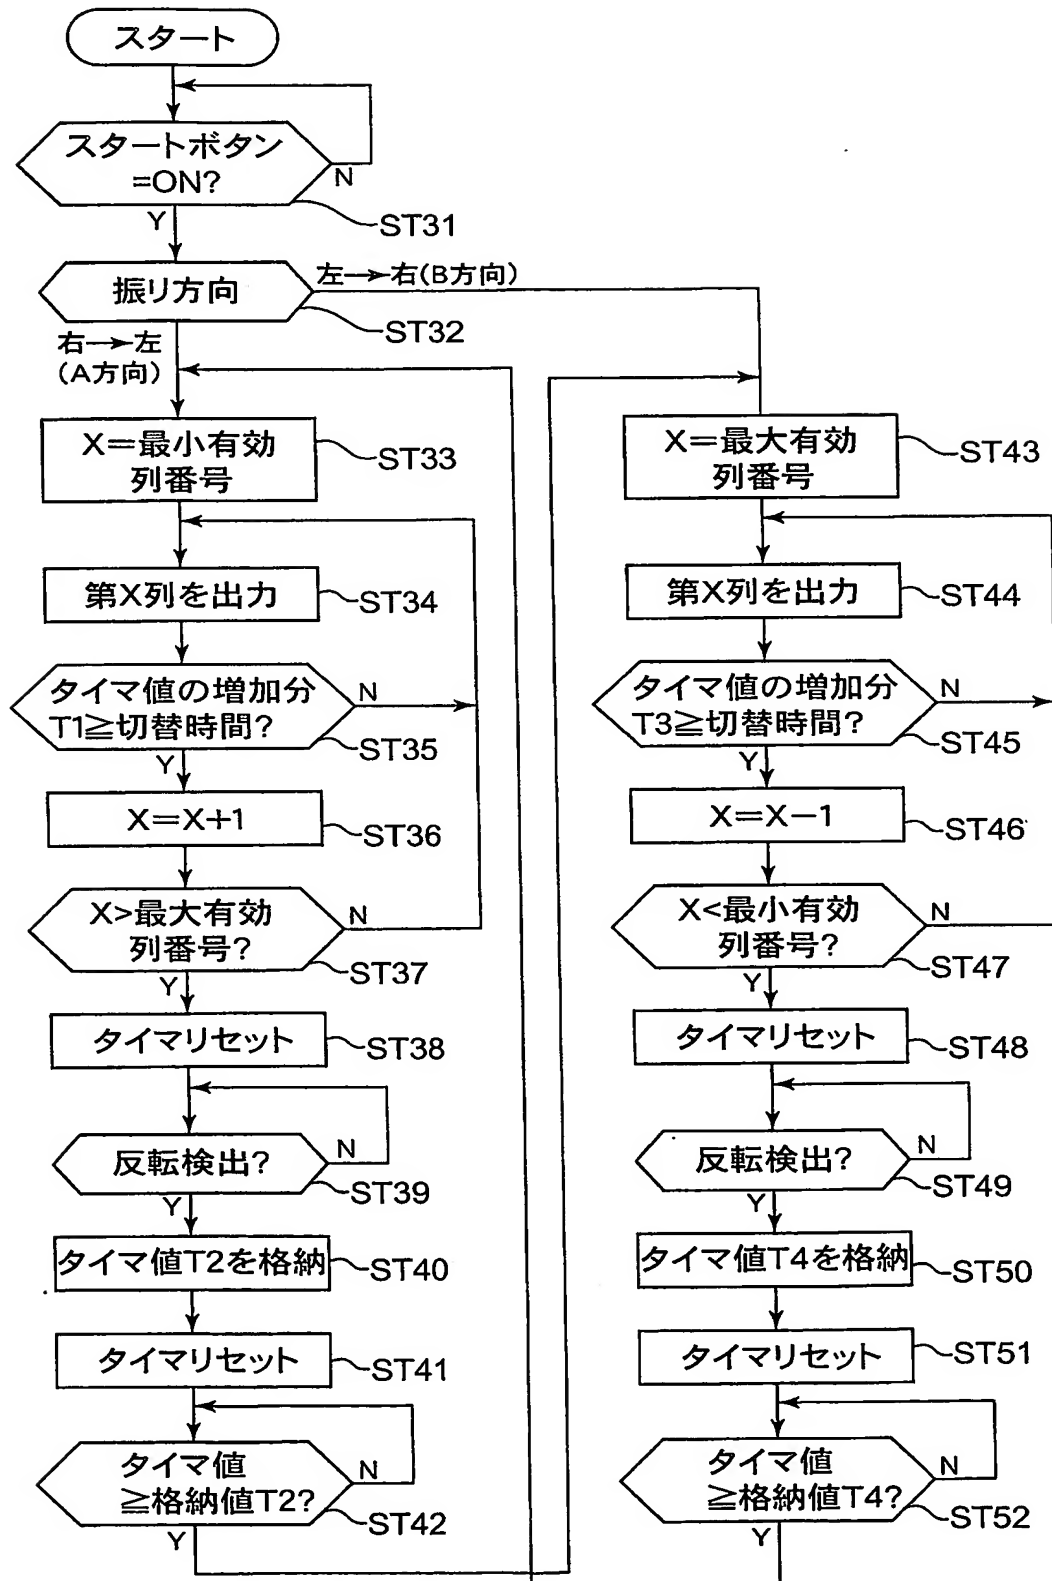 スタート
スタートボタン
=ON?
N
Y
ST31
振り方向
左→右(B方向)
ST32
右→左
(A方向)
X=最小有効
列番号
ST33
第X列を出力
ST34
タイマ値の増加分
T1≧切替時間?
N
Y
ST35
X=X+1
ST36
X>最大有効
列番号?
N
Y
ST37
タイマリセット
ST38
反転検出?
N
Y
ST39
タイマ値T2を格納
ST40
タイマリセット
ST41
タイマ値
≧格納値T2?
N
Y
ST42
X=最大有効
列番号
ST43
第X列を出力
ST44
タイマ値の増加分
T3≧切替時間?
N
Y
ST45
X=X−1
ST46
X<最小有効
列番号?
N
Y
ST47
タイマリセット
ST48
反転検出?
N
Y
ST49
タイマ値T4を格納
ST50
タイマリセット
ST51
タイマ値
≧格納値T4?
N
Y
ST52